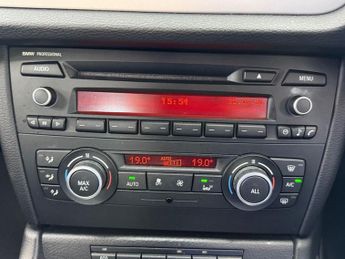 BMW PROFESSIONAL
AUDIO
MENU
15:51
19.0° AUTO 19.0°
MAX A/C
AUTO
ALL
A/C